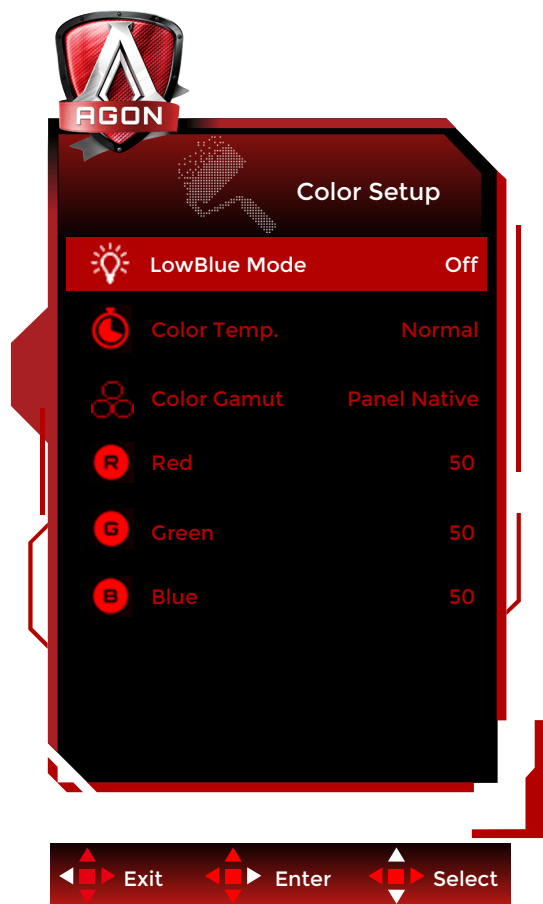 AGON
Color Setup
LowBlue Mode Off
Color Temp. Normal
Color Gamut Panel Native
R Red 50
G Green 50
B Blue 50
Exit Enter Select